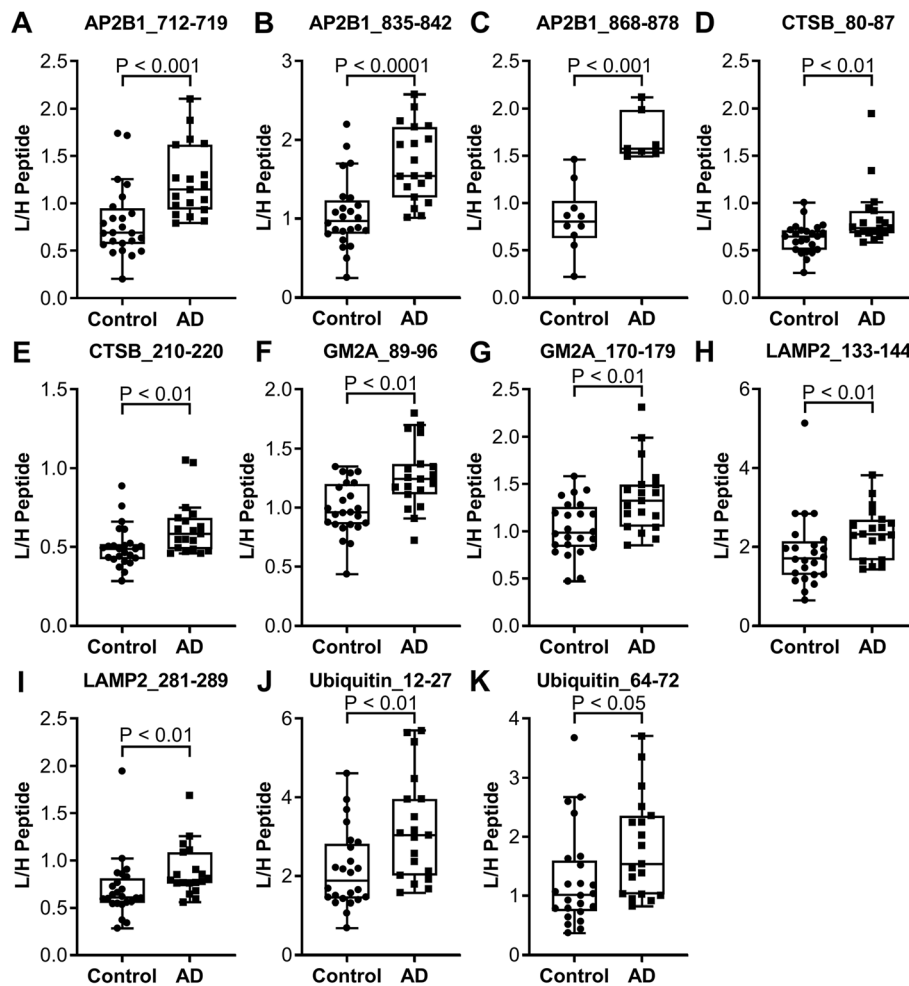 A AP2B1_712-719
P < 0.001
L/H Peptide
2.5
2.0
1.5
1.0
0.5
0.0
Control AD
B AP2B1_835-842
P < 0.0001
L/H Peptide
3
2
1
0
Control AD
C AP2B1_868-878
P < 0.001
L/H Peptide
2.5
2.0
1.5
1.0
0.5
0.0
Control AD
D CTSB_80-87
P < 0.01
L/H Peptide
2.5
2.0
1.5
1.0
0.5
0.0
Control AD
E CTSB_210-220
P < 0.01
L/H Peptide
1.5
1.0
0.5
0.0
Control AD
F GM2A_89-96
P < 0.01
L/H Peptide
2.0
1.5
1.0
0.5
0.0
Control AD
G GM2A_170-179
P < 0.01
L/H Peptide
2.5
2.0
1.5
1.0
0.5
0.0
Control AD
H LAMP2_133-144
P < 0.01
L/H Peptide
6
4
2
0
Control AD
I LAMP2_281-289
P < 0.01
L/H Peptide
2.5
2.0
1.5
1.0
0.5
0.0
Control AD
J Ubiquitin_12-27
P < 0.01
L/H Peptide
6
4
2
0
Control AD
K Ubiquitin_64-72
P < 0.05
L/H Peptide
4
3
2
1
0
Control AD